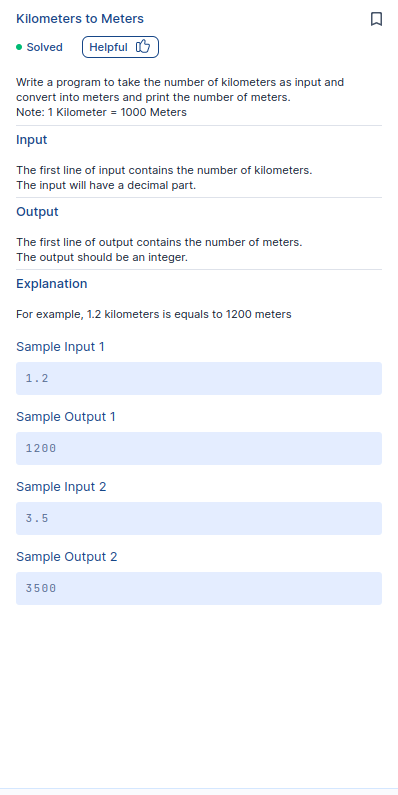 Kilometers to Meters
Solved
Helpful
Write a program to take the number of kilometers as input and
convert into meters and print the number of meters.
Note: 1 Kilometer = 1000 Meters
Input
The first line of input contains the number of kilometers.
The input will have a decimal part.
Output
The first line of output contains the number of meters.
The output should be an integer.
Explanation
For example, 1.2 kilometers is equals to 1200 meters
Sample Input 1
1.2
Sample Output 1
1200
Sample Input 2
3.5
Sample Output 2
3500